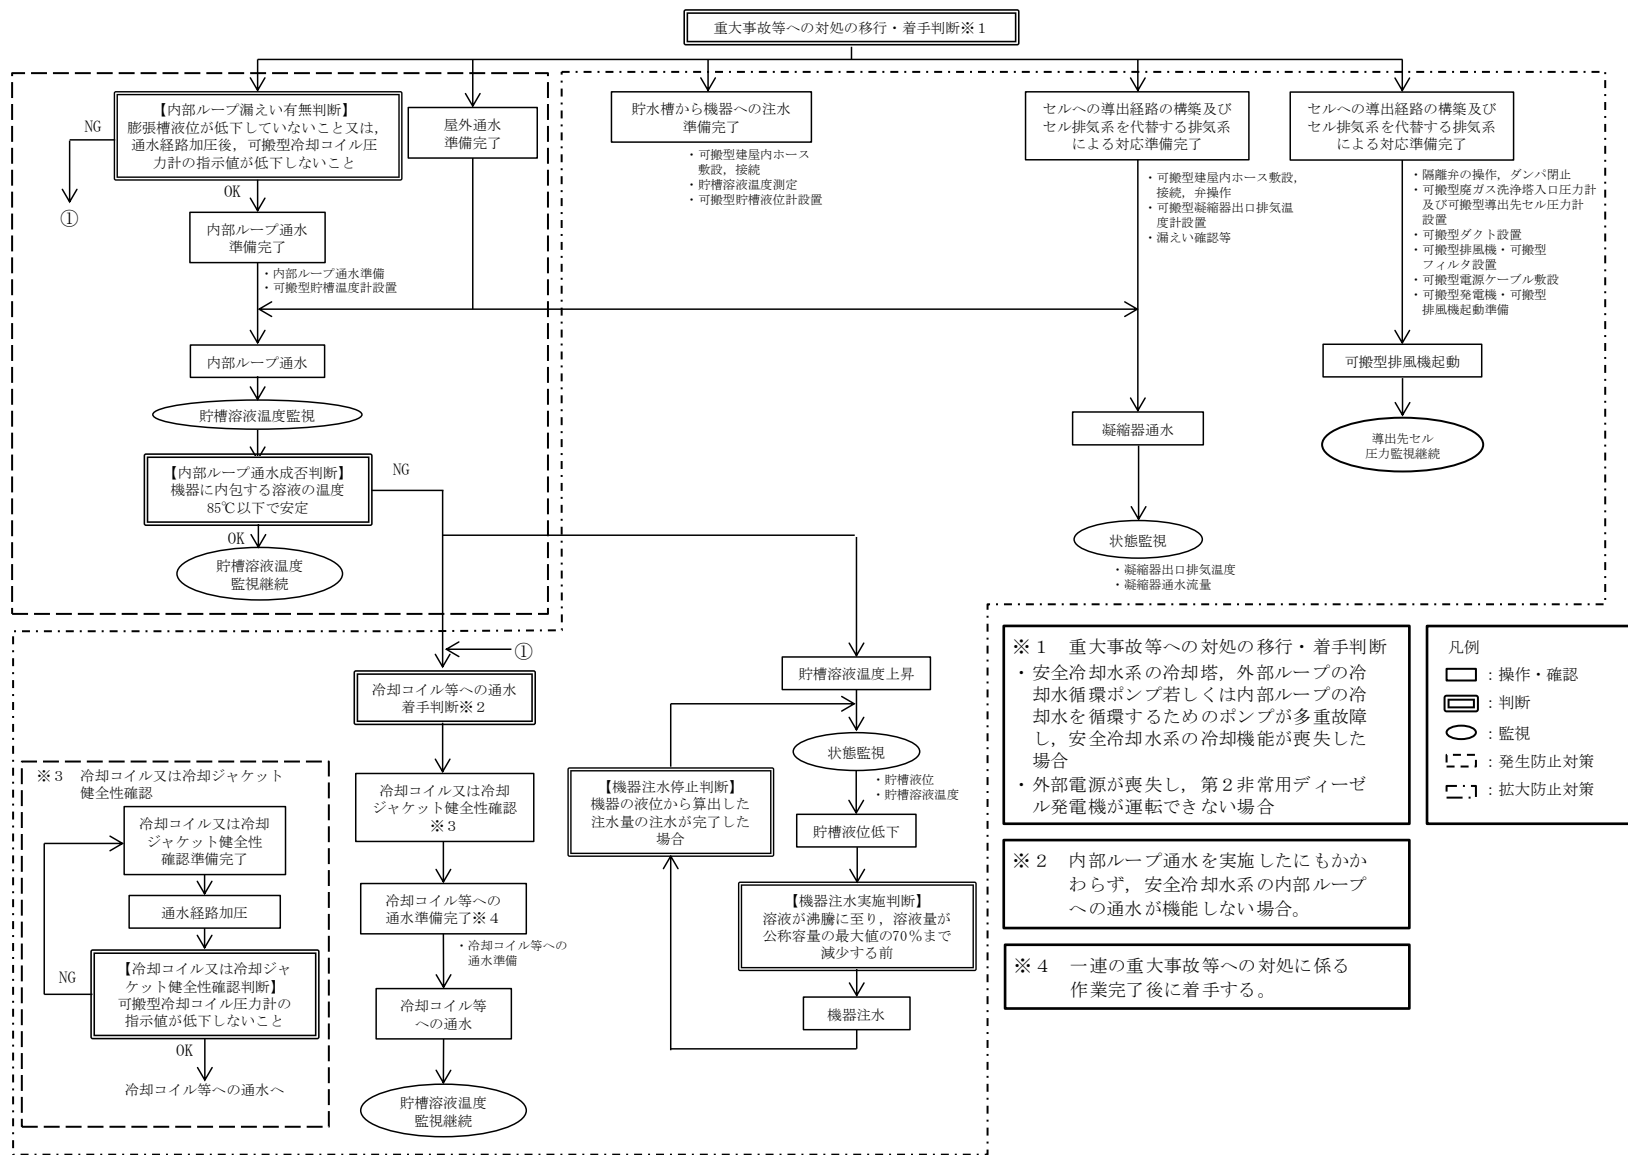 重大事故等への対処の移行・着手判断※1
【内部ループ漏えい有無判断】
膨張槽液位が低下していないこと又は，
通水経路加圧後，可搬型冷却コイル圧
力計の指示値が低下しないこと
NG
①
OK
屋外通水
準備完了
内部ループ通水
準備完了
・内部ループ通水準備
・可搬型貯槽温度計設置
内部ループ通水
貯槽溶液温度監視
【内部ループ通水成否判断】
機器に内包する溶液の温度
85℃以下で安定
NG
OK
貯槽溶液温度
監視継続
貯水槽から機器への注水
準備完了
・可搬型建屋内ホース
敷設，接続
・貯槽溶液温度測定
・可搬型貯槽液位計設置
セルへの導出経路の構築及び
セル排気系を代替する排気系
による対応準備完了
・可搬型建屋内ホース敷設，
接続，弁操作
・可搬型凝縮器出口排気温
度計設置
・漏えい確認等
凝縮器通水
状態監視
・凝縮器出口排気温度
・凝縮器通水流量
セルへの導出経路の構築及び
セル排気系を代替する排気系
による対応準備完了
・隔離弁の操作，ダンパ閉止
・可搬型廃ガス洗浄塔入口圧力計
及び可搬型導出先セル圧力計
設置
・可搬型ダクト設置
・可搬型排風機・可搬型
フィルタ設置
・可搬型電源ケーブル敷設
・可搬型発電機・可搬型
排風機起動準備
可搬型排風機起動
導出先セル
圧力監視継続
①
冷却コイル等への通水
着手判断※2
冷却コイル又は冷却
ジャケット健全性確認
※3
冷却コイル等への
通水準備完了※4
・冷却コイル等への
通水準備
冷却コイル等
への通水
貯槽溶液温度
監視継続
※3 冷却コイル又は冷却ジャケット
健全性確認
冷却コイル又は冷却
ジャケット健全性
確認準備完了
通水経路加圧
【冷却コイル又は冷却ジャ
ケット健全性確認判断】
可搬型冷却コイル圧力計の
指示値が低下しないこと
NG
OK
冷却コイル等への通水へ
貯槽溶液温度上昇
状態監視
・貯槽液位
・貯槽溶液温度
貯槽液位低下
【機器注水実施判断】
溶液が沸騰に至り，溶液量が
公称容量の最大値の70％まで
減少する前
機器注水
【機器注水停止判断】
機器の液位から算出した
注水量の注水が完了した
場合
※1 重大事故等への対処の移行・着手判断
・安全冷却水系の冷却塔，外部ループの冷
却水循環ポンプ若しくは内部ループの冷
却水を循環するためのポンプが多重故障
し，安全冷却水系の冷却機能が喪失した
場合
・外部電源が喪失し，第2非常用ディーゼ
ル発電機が運転できない場合
※2 内部ループ通水を実施したにもかか
わらず，安全冷却水系の内部ループ
への通水が機能しない場合。
※4 一連の重大事故等への対処に係る
作業完了後に着手する。
凡例
：操作・確認
：判断
：監視
：発生防止対策
：拡大防止対策